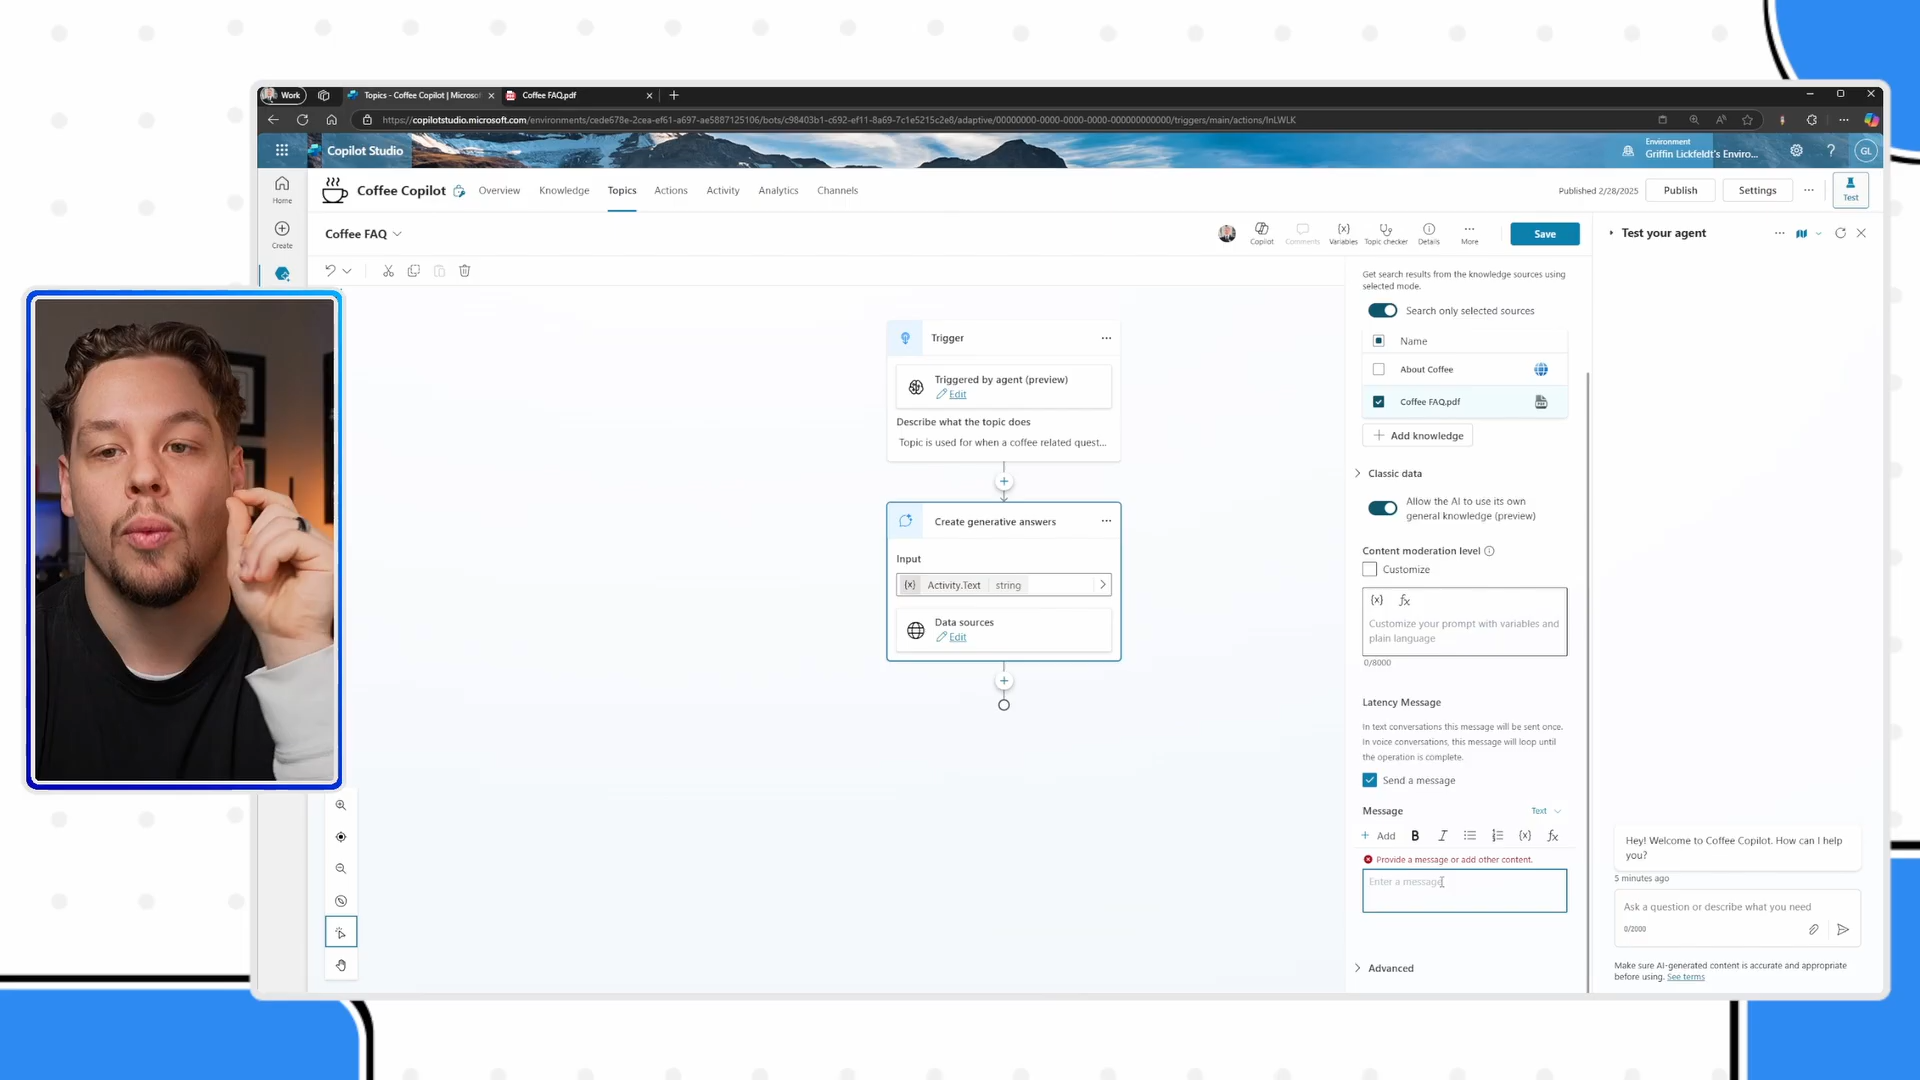 Work
Topics - Coffee Copilot | Microso
Coffee FAQ.pdf
https://copilotstudio.microsoft.com/environments/cede678e-2cea-ef61-a697-ae5887125106/bots/c98403b1-c692-ef11-8a69-7c1e5215c2e8/adaptive/00000000-0000-0000-0000-000000000000/triggers/main/actions/lnLWLK
Copilot Studio
Environment
Griffin Lickfeldt's Enviro...
GL
Home
Create
Coffee Copilot
Overview
Knowledge
Topics
Actions
Activity
Analytics
Channels
Published 2/28/2025
Publish
Settings
Test
Coffee FAQ
Copilot
Comments
Variables
Topic checker
Details
More
Save
Trigger
Triggered by agent (preview)
Edit
Describe what the topic does
Topic is used for when a coffee related quest...
Create generative answers
Input
{x} Activity.Text string
Data sources
Edit
Get search results from the knowledge sources using
selected mode.
Search only selected sources
Name
About Coffee
Coffee FAQ.pdf
Add knowledge
Classic data
Allow the AI to use its own
general knowledge (preview)
Content moderation level
Customize
{x} fx
Customize your prompt with variables and
plain language
0/8000
Latency Message
In text conversations this message will be sent once.
In voice conversations, this message will loop until
the operation is complete.
Send a message
Message
Text
Add B I {x} fx
Provide a message or add other content.
Enter a message
Advanced
Test your agent
Hey! Welcome to Coffee Copilot. How can I help
you?
5 minutes ago
Ask a question or describe what you need
0/2000
Make sure AI-generated content is accurate and appropriate
before using. See terms